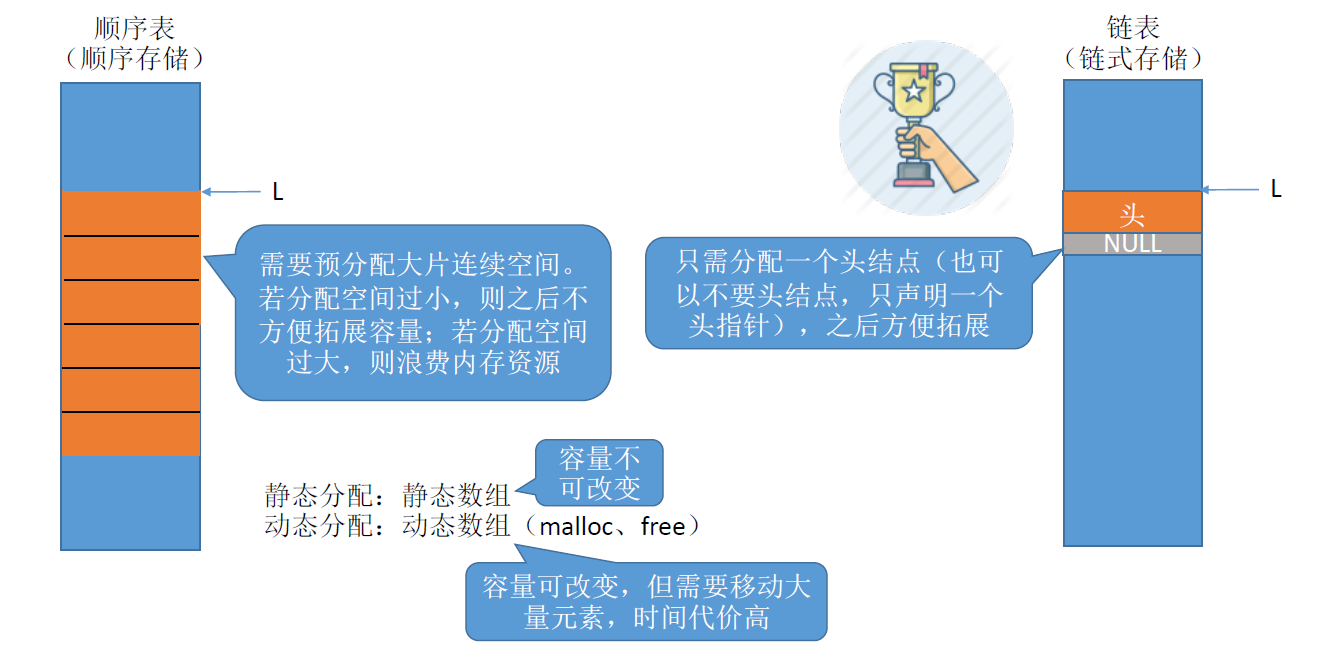 顺序表
（顺序存储）
L
需要预分配大片连续空间。
若分配空间过小，则之后不
方便拓展容量；若分配空间
过大，则浪费内存资源
静态分配：静态数组
容量不
可改变
动态分配：动态数组（malloc、free）
容量可改变，但需要移动大
量元素，时间代价高
链表
（链式存储）
L
头
NULL
只需分配一个头结点（也可
以不要头结点，只声明一个
头指针），之后方便拓展